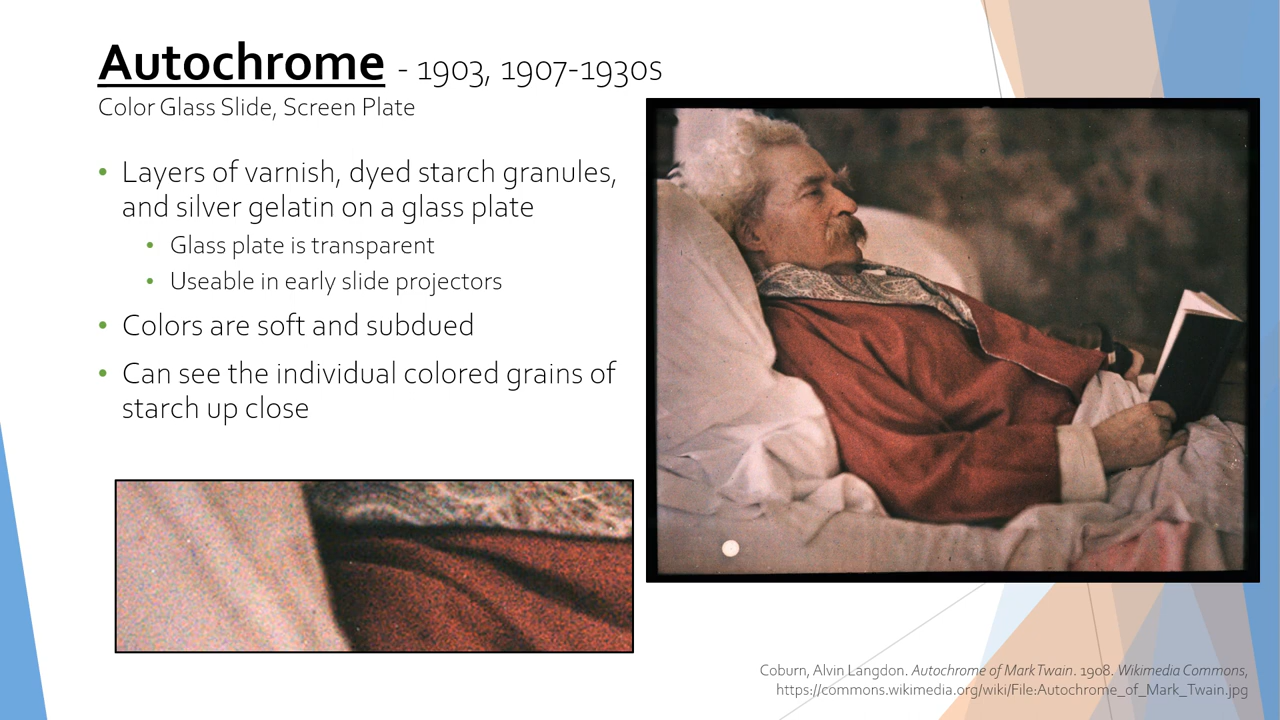 Autochrome - 1903, 1907-1930s
Color Glass Slide, Screen Plate
• Layers of varnish, dyed starch granules,
and silver gelatin on a glass plate
• Glass plate is transparent
• Useable in early slide projectors
• Colors are soft and subdued
• Can see the individual colored grains of
starch up close
Coburn, Alvin Langdon. Autochrome of Mark Twain. 1908. Wikimedia Commons,
https://commons.wikimedia.org/wiki/File:Autochrome_of_Mark_Twain.jpg